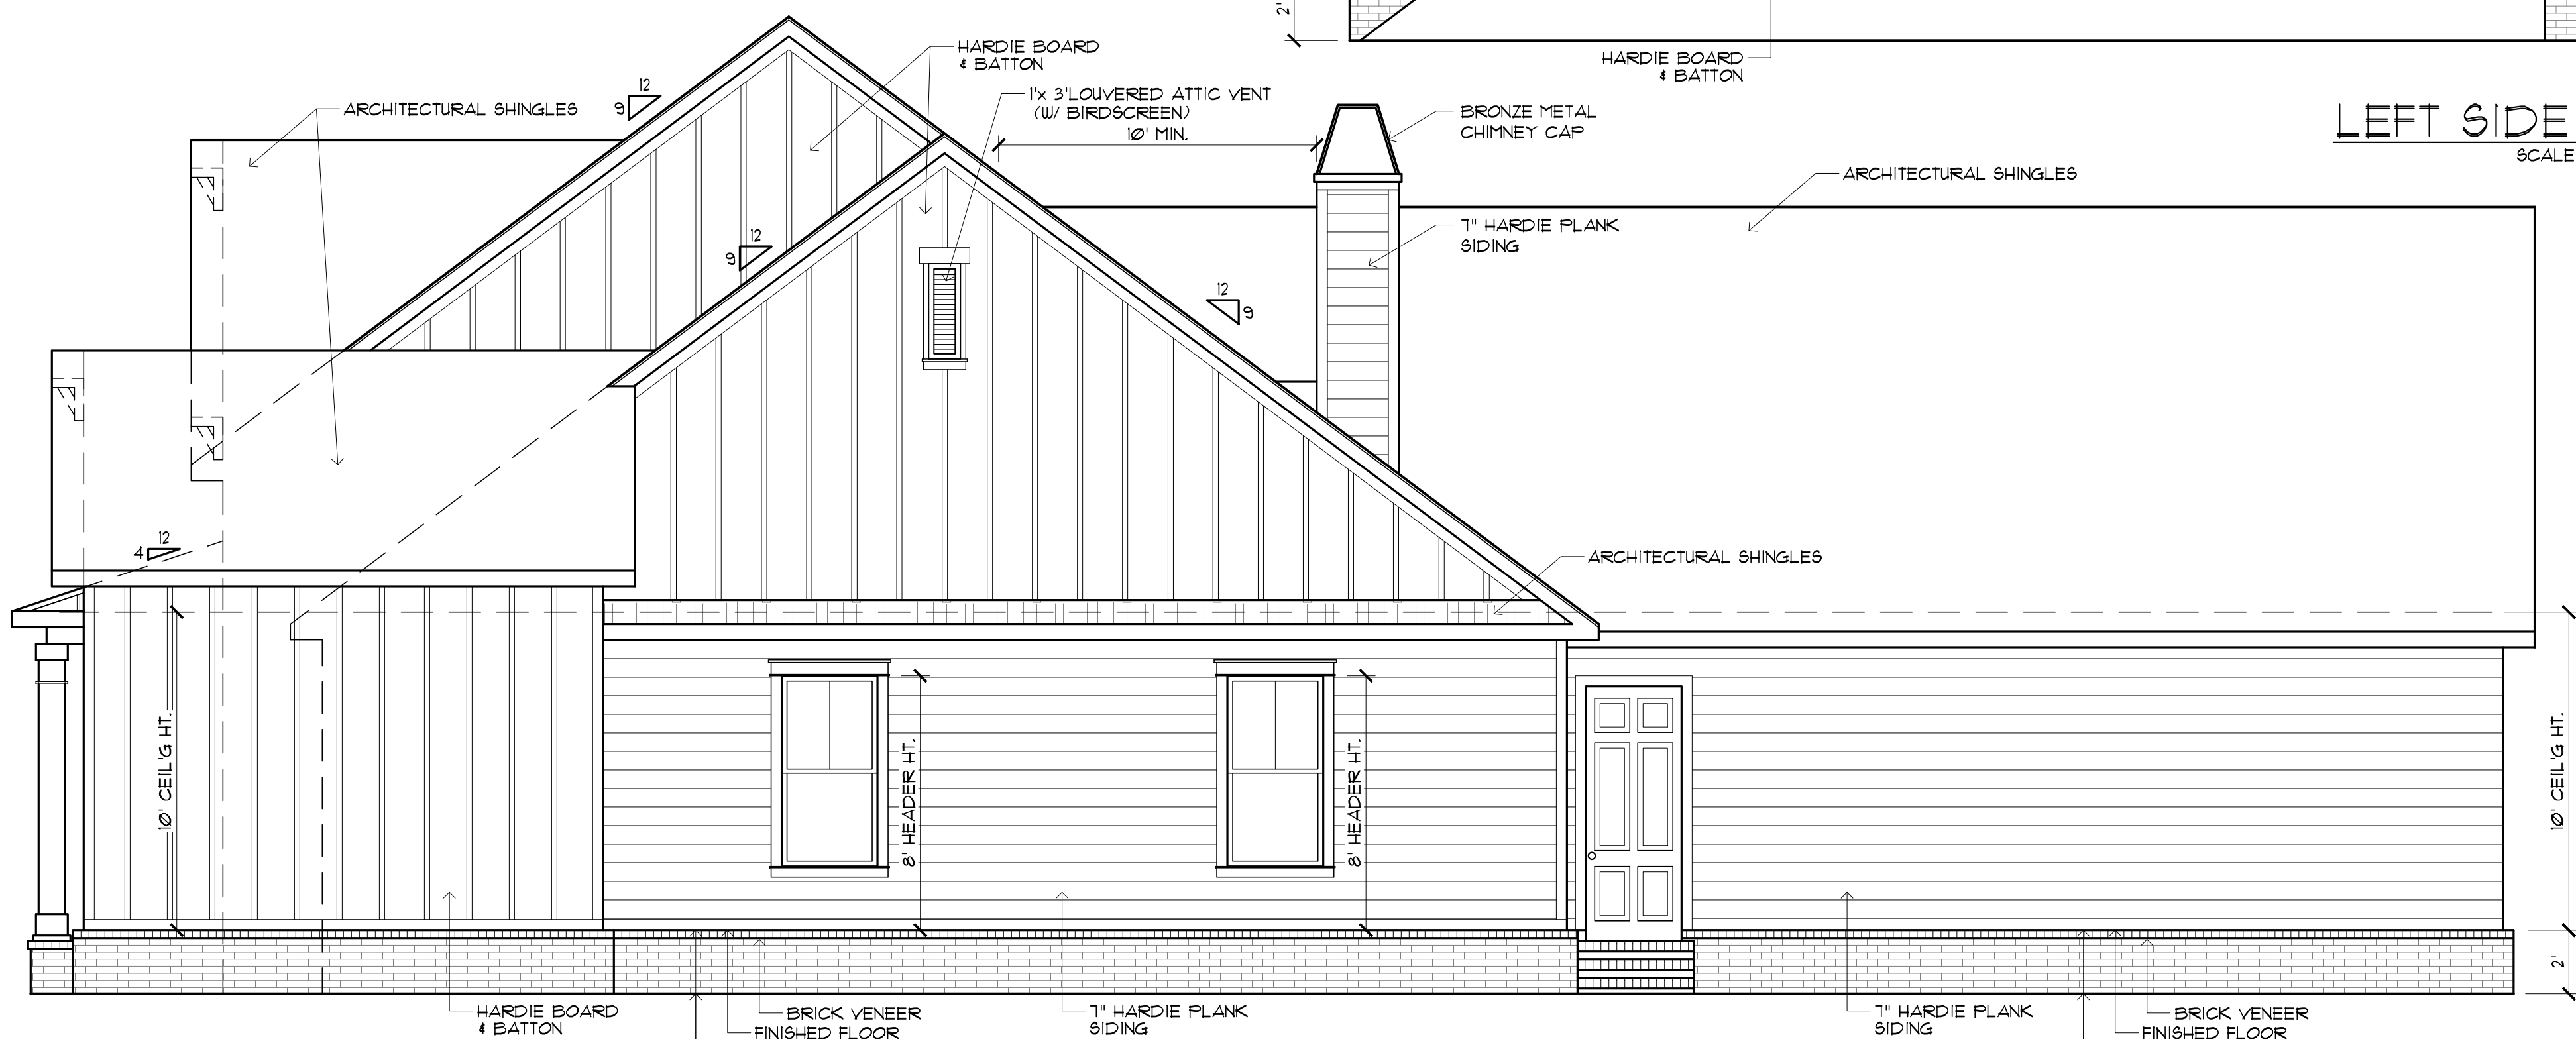 2'
HARDIE BOARD
& BATTON
HARDIE BOARD
& BATTON
12
9
ARCHITECTURAL SHINGLES
1'x 3'LOUVERED ATTIC VENT
(W/ BIRDSCREEN)
10' MIN.
BRONZE METAL
CHIMNEY CAP
LEFT SIDE
SCALE
ARCHITECTURAL SHINGLES
7" HARDIE PLANK
SIDING
12
9
12
9
12
4
ARCHITECTURAL SHINGLES
10' CEIL'G HT.
8' HEADER HT.
8' HEADER HT.
10' CEIL'G HT.
2'
HARDIE BOARD
& BATTON
BRICK VENEER
FINISHED FLOOR
7" HARDIE PLANK
SIDING
7" HARDIE PLANK
SIDING
BRICK VENEER
FINISHED FLOOR